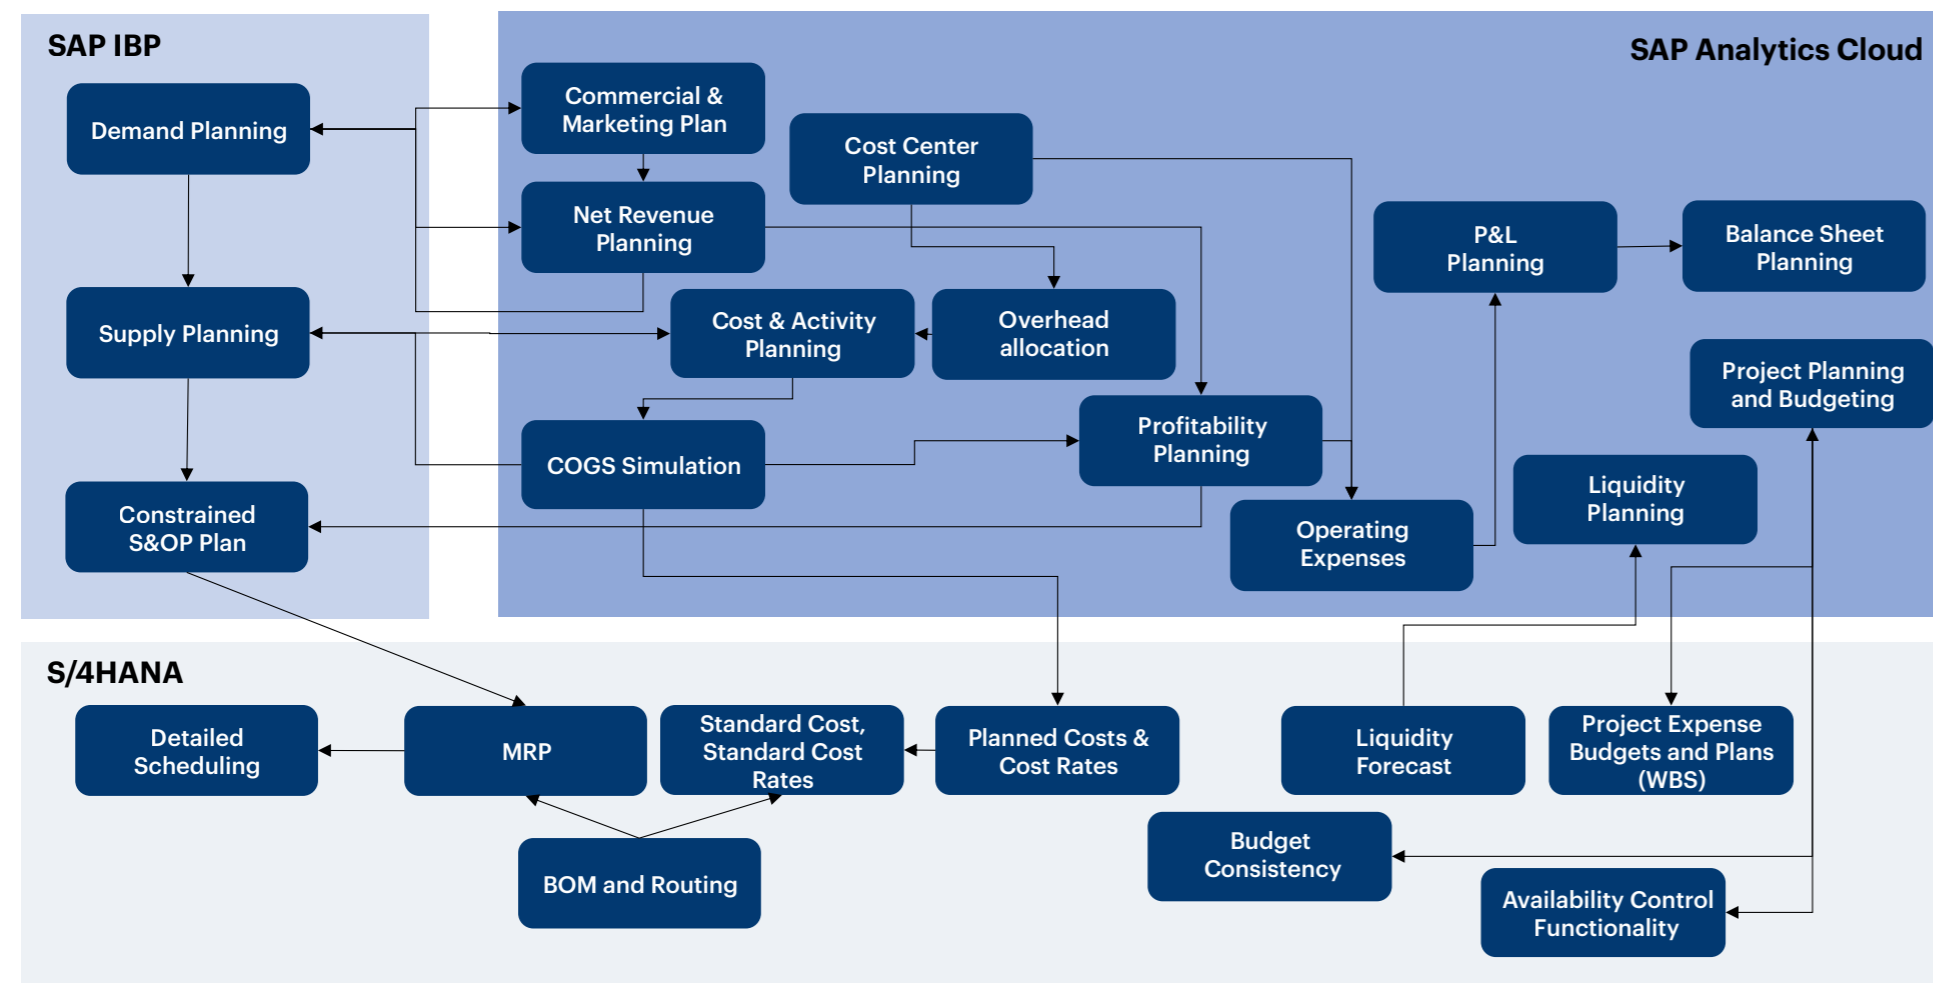 SAP IBP
Demand Planning
Supply Planning
Constrained
S&OP Plan
SAP Analytics Cloud
Commercial &
Marketing Plan
Cost Center
Planning
Net Revenue
Planning
P&L
Planning
Balance Sheet
Planning
Cost & Activity
Planning
Overhead
allocation
Project Planning
and Budgeting
COGS Simulation
Profitability
Planning
Liquidity
Planning
Operating
Expenses
S/4HANA
Detailed
Scheduling
MRP
Standard Cost,
Standard Cost
Rates
Planned Costs &
Cost Rates
Liquidity
Forecast
Project Expense
Budgets and Plans
(WBS)
BOM and Routing
Budget
Consistency
Availability Control
Functionality